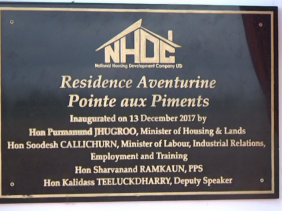 NHDC
National Housing Development Company Ltd
Residence Aventurine
Pointe aux Piments
Inaugurated on 13 December 2017 by
Hon Purmanund JHUGROO, Minister of Housing & Lands
Hon Soodesh CALLICHURN, Minister of Labour, Industrial Relations,
Employment and Training
Hon Sharvanand RAMKAUN, PPS
Hon Kalidass TEELUCKDHARRY, Deputy Speaker